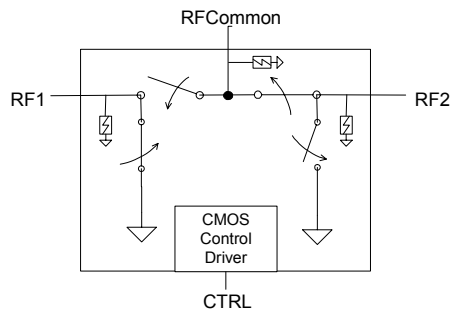 RFCommon
RF1
RF2
CMOS
Control
Driver
CTRL